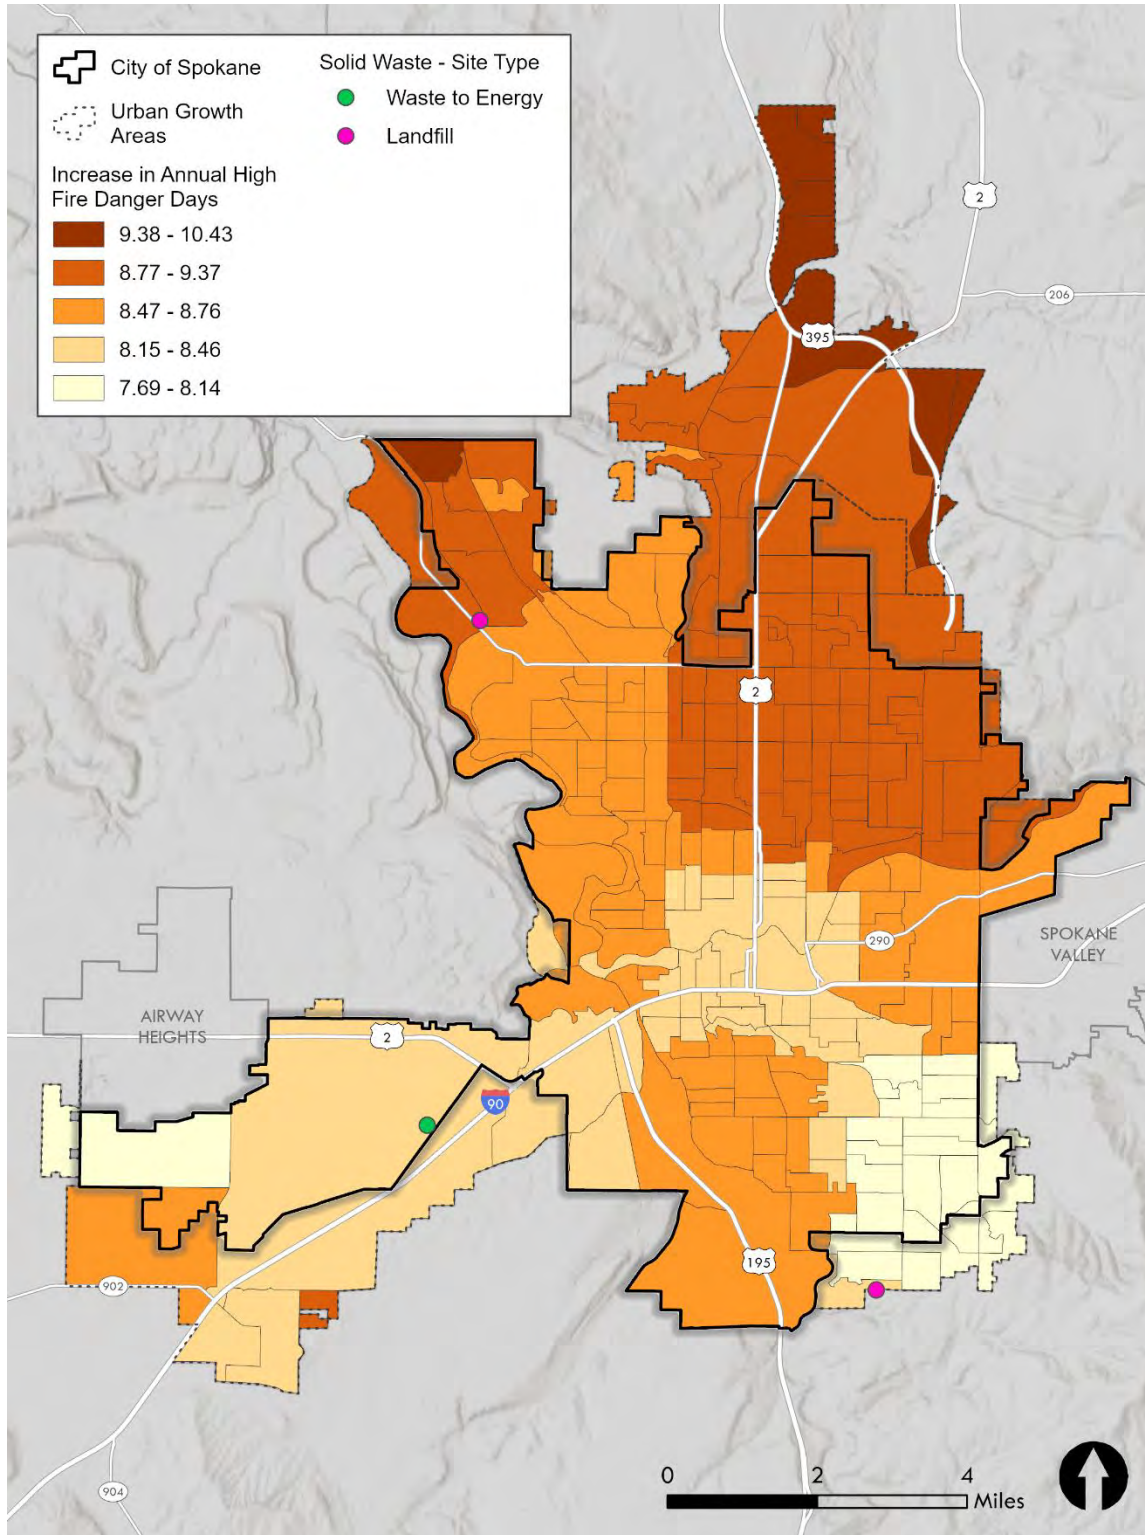 City of Spokane
Urban Growth
Areas
Increase in Annual High
Fire Danger Days
9.38 - 10.43
8.77 - 9.37
8.47 - 8.76
8.15 - 8.46
7.69 - 8.14
Solid Waste - Site Type
Waste to Energy
Landfill
2
206
395
2
290
SPOKANE
VALLEY
AIRWAY
HEIGHTS
2
90
195
902
904
0 2 4
Miles